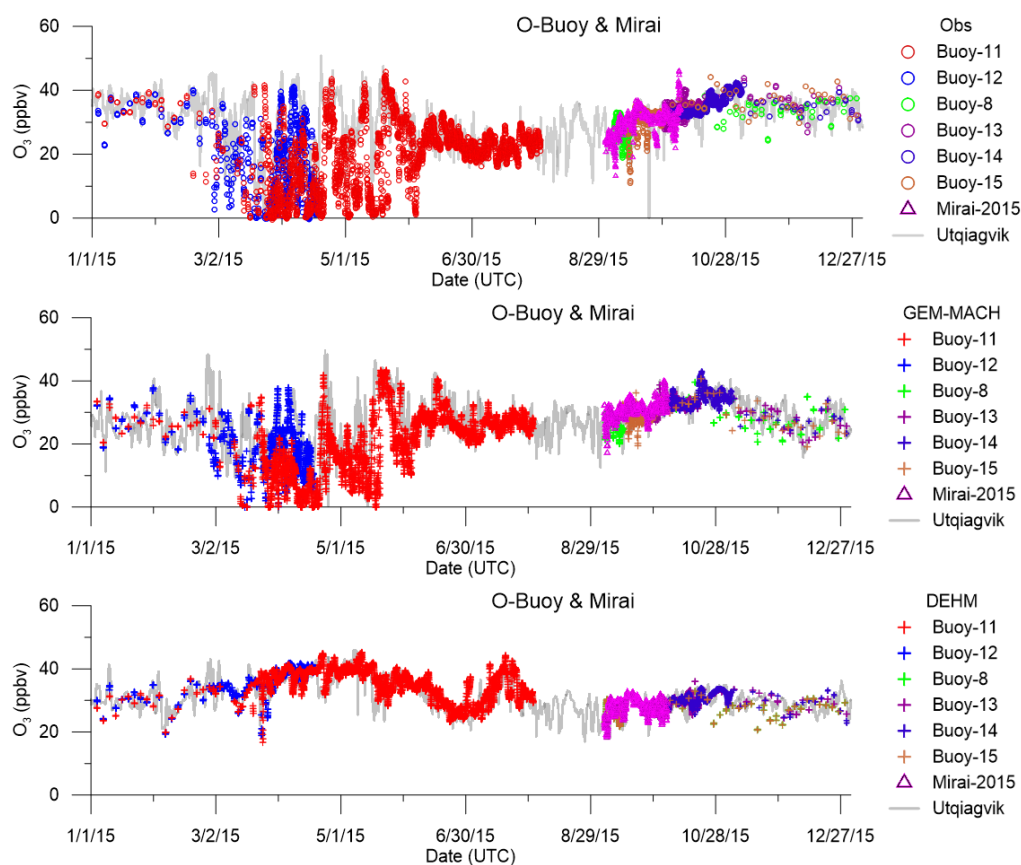 O-Buoy & Mirai
60
40
20
0
O3 (ppbv)
1/1/15 3/2/15 5/1/15 6/30/15 8/29/15 10/28/15 12/27/15
Date (UTC)
Obs
Buoy-11
Buoy-12
Buoy-8
Buoy-13
Buoy-14
Buoy-15
Mirai-2015
Utqiagvik
O-Buoy & Mirai
60
40
20
0
O3 (ppbv)
1/1/15 3/2/15 5/1/15 6/30/15 8/29/15 10/28/15 12/27/15
Date (UTC)
GEM-MACH
Buoy-11
Buoy-12
Buoy-8
Buoy-13
Buoy-14
Buoy-15
Mirai-2015
Utqiagvik
O-Buoy & Mirai
60
40
20
0
O3 (ppbv)
1/1/15 3/2/15 5/1/15 6/30/15 8/29/15 10/28/15 12/27/15
Date (UTC)
DEHM
Buoy-11
Buoy-12
Buoy-8
Buoy-13
Buoy-14
Buoy-15
Mirai-2015
Utqiagvik